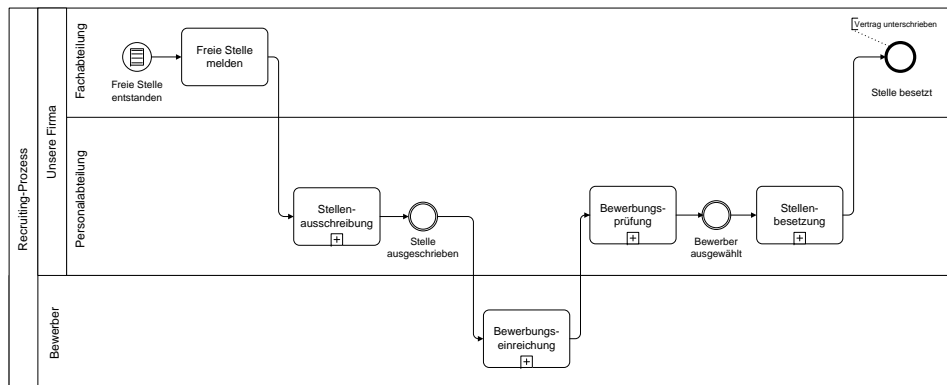 Recruiting-Prozess
Unsere Firma
Fachabteilung
Freie Stelle
entstanden
Freie Stelle
melden
Vertrag unterschrieben
Stelle besetzt
Personalabteilung
Stellen-
ausschreibung
Stelle
ausgeschrieben
Bewerbungs-
prüfung
Bewerber
ausgewählt
Stellen-
besetzung
Bewerber
Bewerbungs-
einreichung